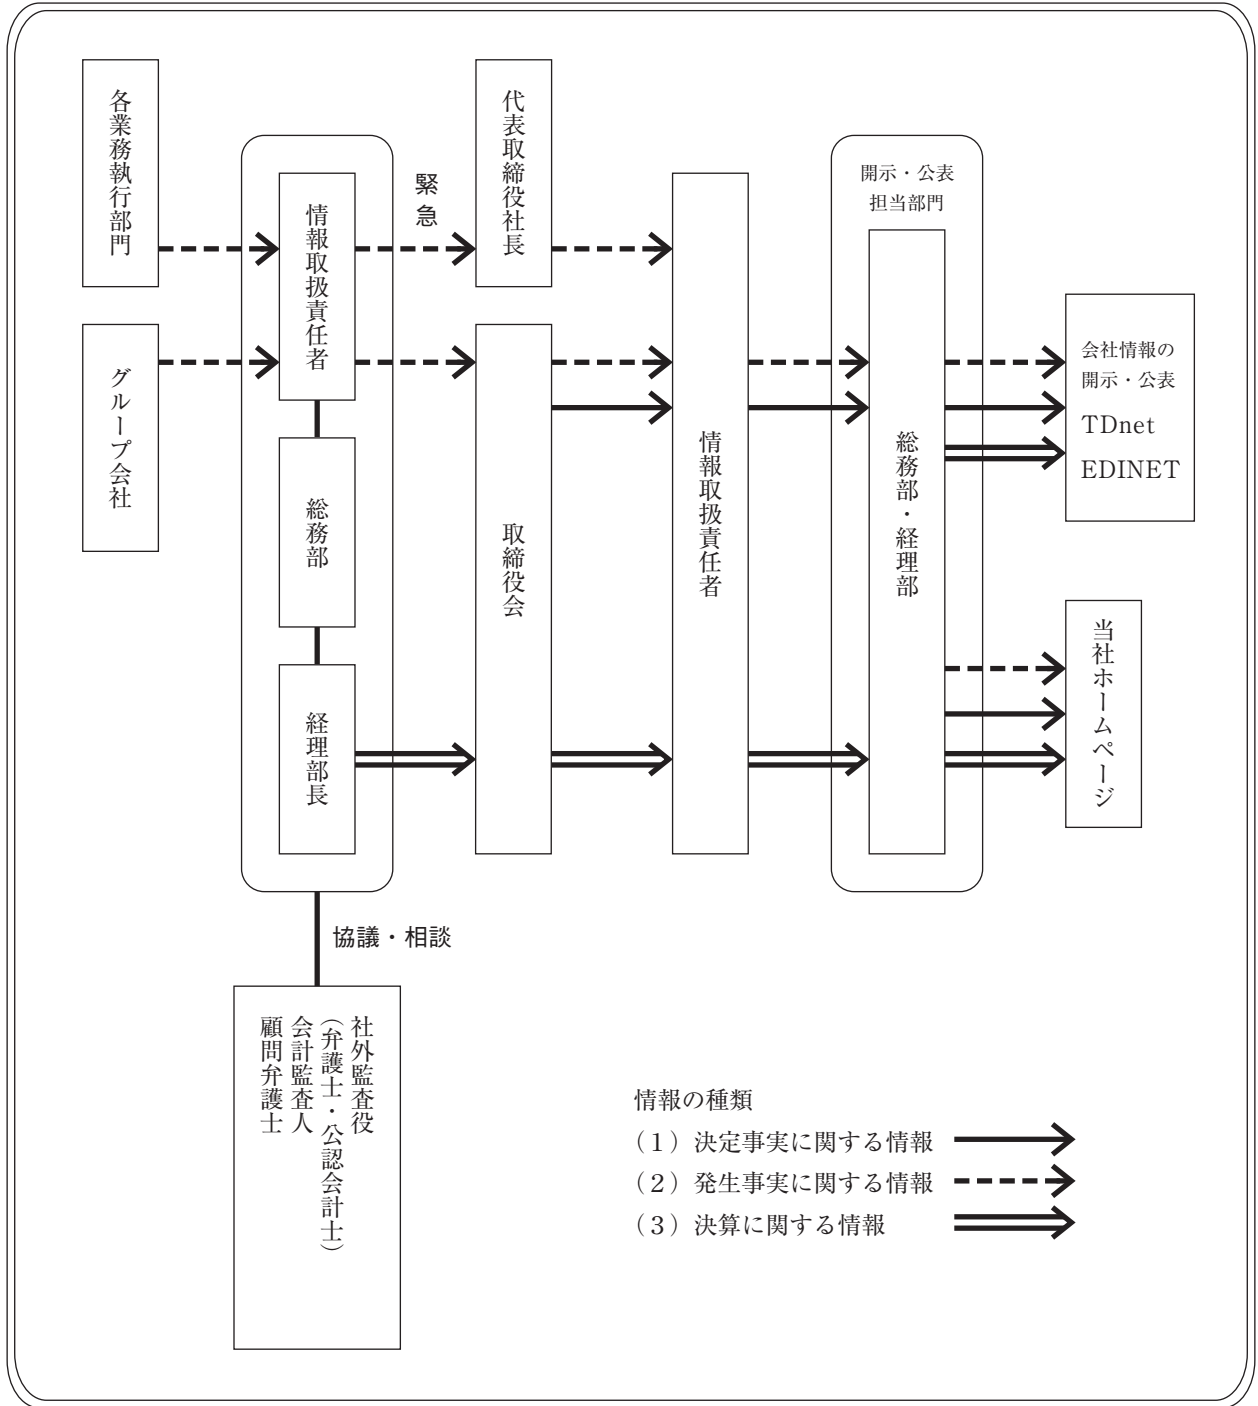 各業務執行部門
グループ会社
情報取扱責任者
総務部
経理部長
緊急
代表取締役社長
取締役会
情報取扱責任者
開示・公表
担当部門
総務部・経理部
会社情報の
開示・公表
TDnet
EDINET
当社ホームページ
協議・相談
社外監査役
(弁護士・公認会計士)
会計監査人
顧問弁護士
情報の種類
(1)決定事実に関する情報
(2)発生事実に関する情報
(3)決算に関する情報